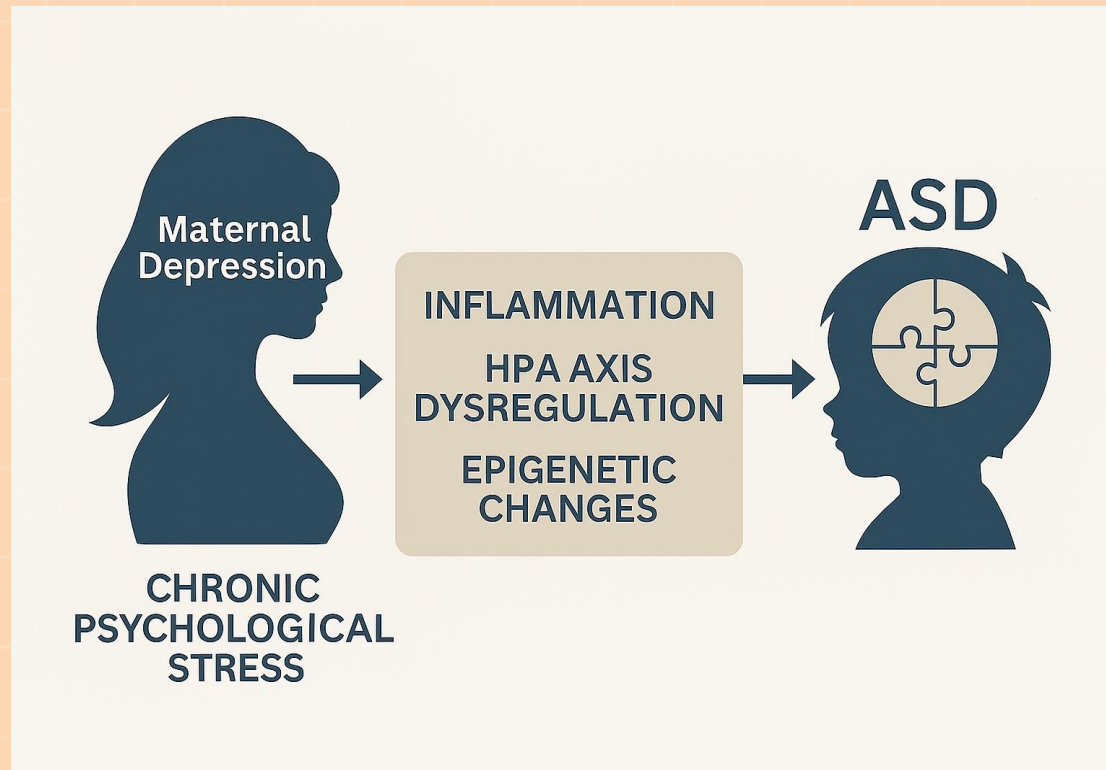 Maternal
Depression
CHRONIC
PSYCHOLOGICAL
STRESS
INFLAMMATION
HPA AXIS
DYSREGULATION
EPIGENETIC
CHANGES
ASD